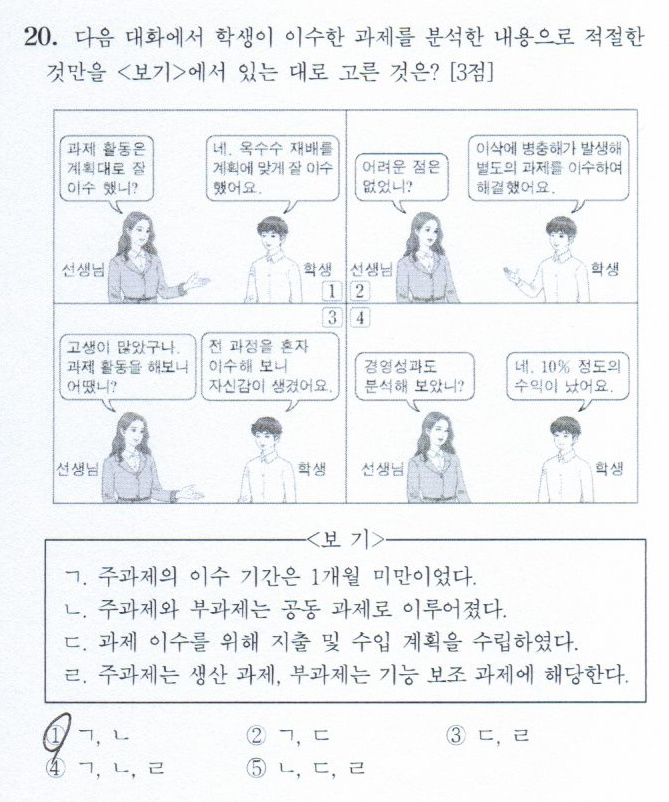 20. 다음 대화에서 학생이 이수한 과제를 분석한 내용으로 적절한
것만을 <보기>에서 있는 대로 고른 것은? [3점]
과제 활동은
계획대로 잘
이수 했니?
네. 옥수수 재배를
계획에 맞게 잘 이수
했어요.
선생님
학생
1
어려운 점은
없었니?
이삭에 병충해가 발생해
별도의 과제를 이수하여
해결했어요.
선생님
학생
2
3
고생이 많았구나.
과제 활동을 해보니
어땠니?
전 과정을 혼자
이수해 보니
자신감이 생겼어요.
선생님
학생
4
경영성과도
분석해 보았니?
네. 10% 정도의
수익이 났어요.
선생님
학생
<보 기>
ㄱ. 주과제의 이수 기간은 1개월 미만이었다.
ㄴ. 주과제와 부과제는 공동 과제로 이루어졌다.
ㄷ. 과제 이수를 위해 지출 및 수입 계획을 수립하였다.
ㄹ. 주과제는 생산 과제, 부과제는 기능 보조 과제에 해당한다.
① ㄱ, ㄴ ② ㄱ, ㄷ ③ ㄷ, ㄹ
④ ㄱ, ㄴ, ㄹ ⑤ ㄴ, ㄷ, ㄹ